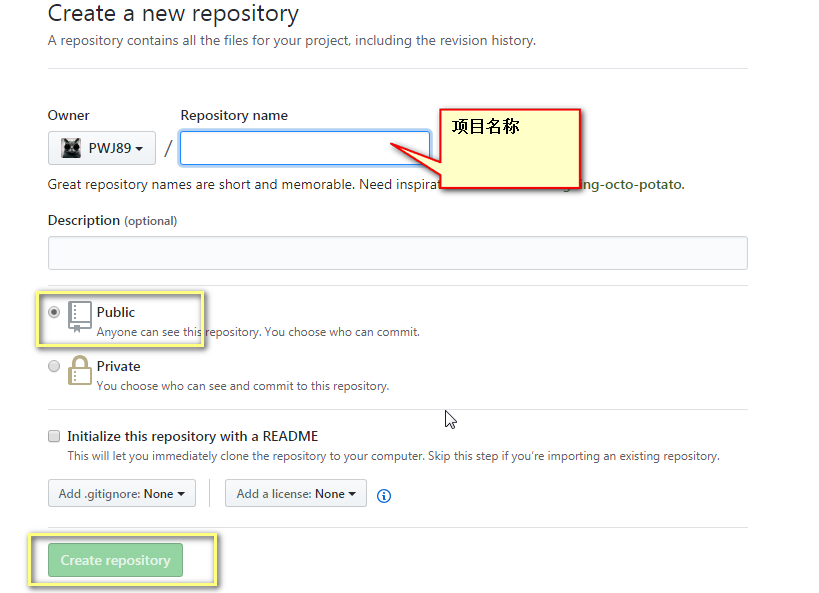 Create a new repository
A repository contains all the files for your project, including the revision history.
Owner
Repository name
PWJ89
/
项目名称
Great repository names are short and memorable. Need inspirat ng-octo-potato.
Description (optional)
Public
Anyone can see this repository. You choose who can commit.
Private
You choose who can see and commit to this repository.
Initialize this repository with a README
This will let you immediately clone the repository to your computer. Skip this step if you're importing an existing repository.
Add .gitignore: None
Add a license: None
Create repository